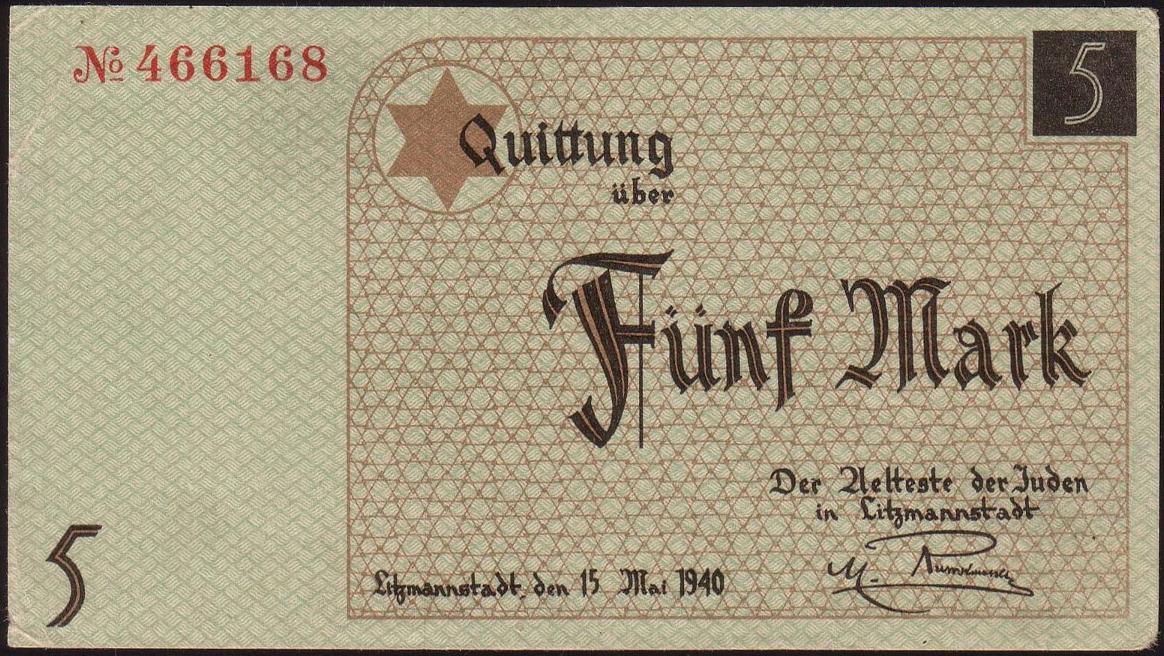 № 466168
5
Quittung
über
Fünf Mark
Der Aelteste der Juden
in Litzmannstadt
M. Rumkowski
Litzmannstadt, den 15 Mai 1940
5